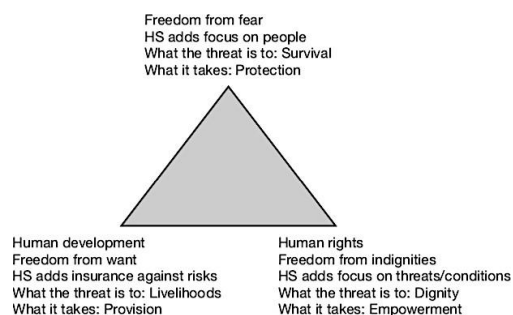 Freedom from fear
HS adds focus on people
What the threat is to: Survival
What it takes: Protection
Human development
Freedom from want
HS adds insurance against risks
What the threat is to: Livelihoods
What it takes: Provision
Human rights
Freedom from indignities
HS adds focus on threats/conditions
What the threat is to: Dignity
What it takes: Empowerment